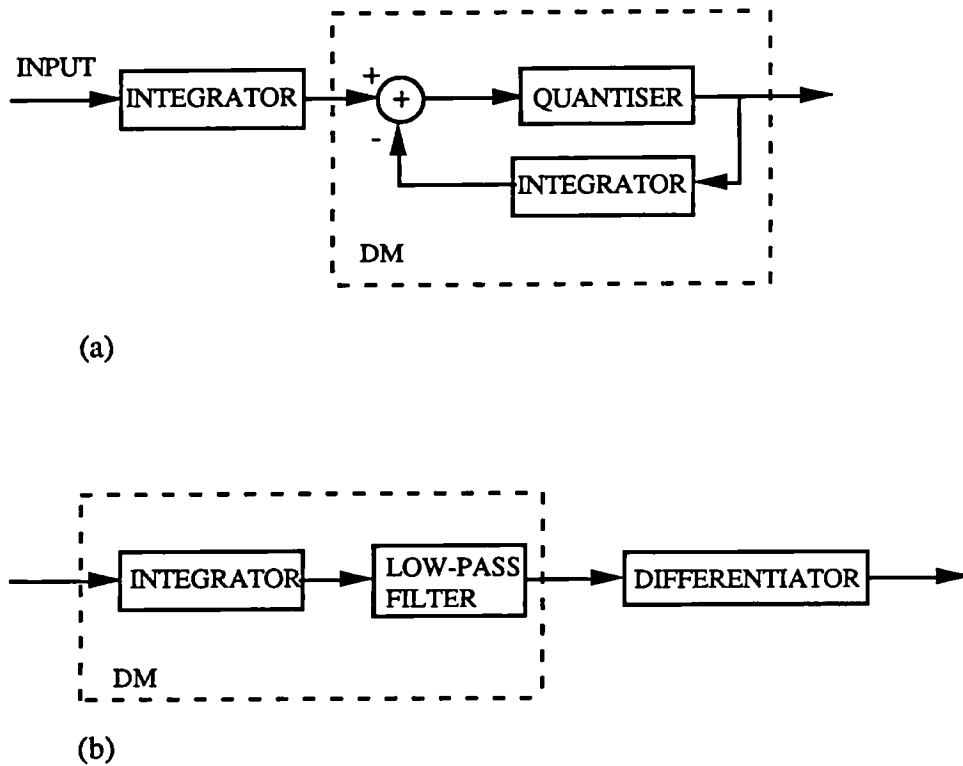 INPUT
INTEGRATOR
+
+
-
QUANTISER
INTEGRATOR
DM
(a)
INTEGRATOR
LOW-PASS
FILTER
DIFFERENTIATOR
DM
(b)